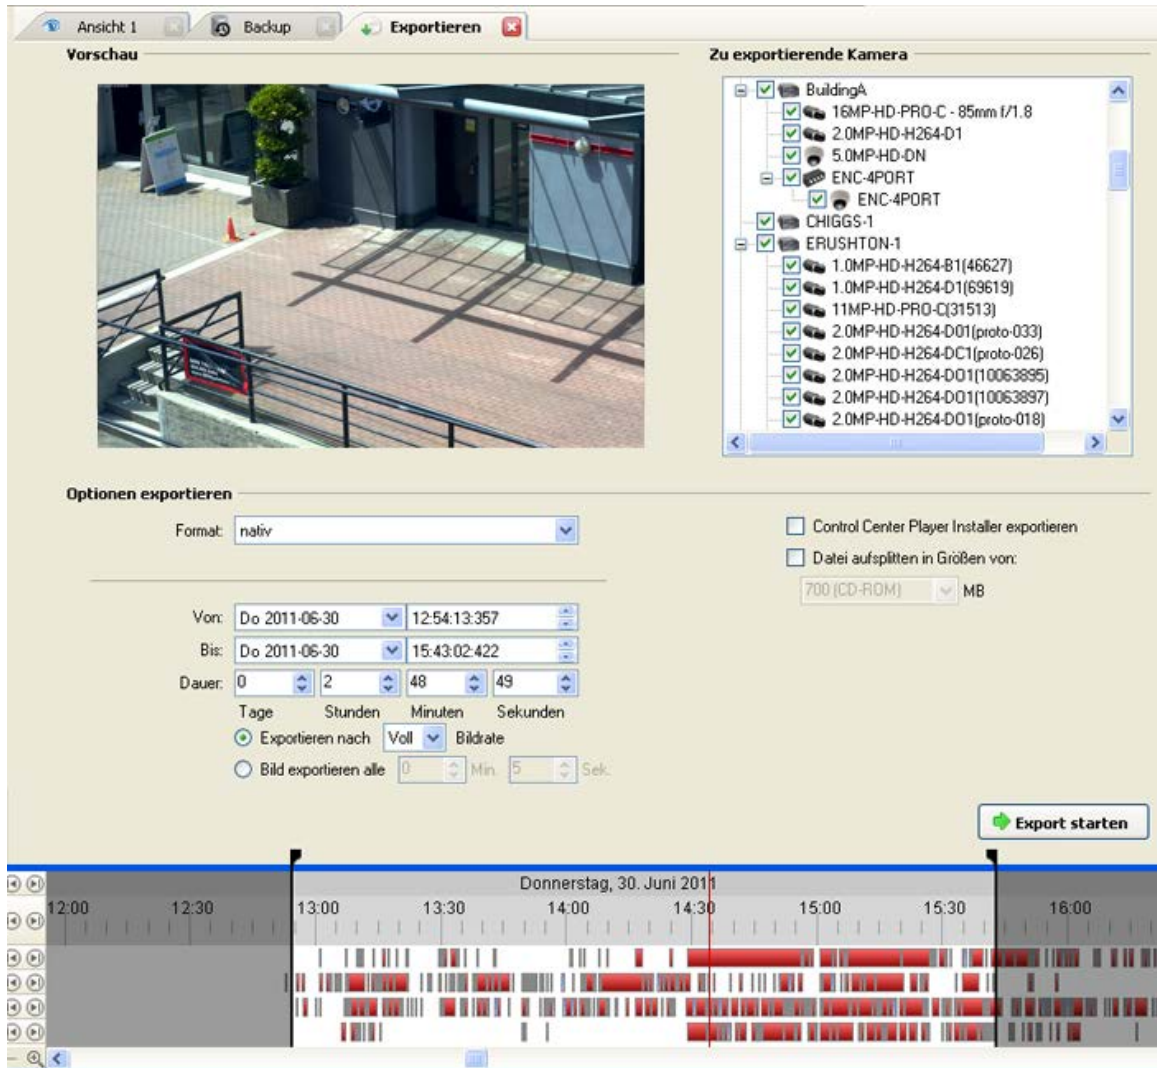 Ansicht 1 Backup Exportieren
Vorschau
Zu exportierende Kamera
BuildingA
16MP-HD-PRO-C - 85mm f/1.8
2.0MP-HD-H264-D1
5.0MP-HD-DN
ENC-4PORT
ENC-4PORT
CHIGGS-1
ERUSHTON-1
1.0MP-HD-H264-B1(46627)
1.0MP-HD-H264-D1(69619)
11MP-HD-PRO-C(31513)
2.0MP-HD-H264-D01(proto-033)
2.0MP-HD-H264-DC1(proto-026)
2.0MP-HD-H264-DO1(10063895)
2.0MP-HD-H264-DO1(10063897)
2.0MP-HD-H264-DO1(proto-018)
Optionen exportieren
Format: nativ
Control Center Player Installer exportieren
Datei aufsplitten in Größen von:
700 (CD-ROM) MB
Von: Do 2011-06-30 12:54:13:357
Bis: Do 2011-06-30 15:43:02:422
Dauer: 0 2 48 49
Tage Stunden Minuten Sekunden
Exportieren nach Voll Bildrate
Bild exportieren alle 0 Min. 5 Sek.
Export starten
Donnerstag, 30. Juni 2011
12:00 12:30 13:00 13:30 14:00 14:30 15:00 15:30 16:00